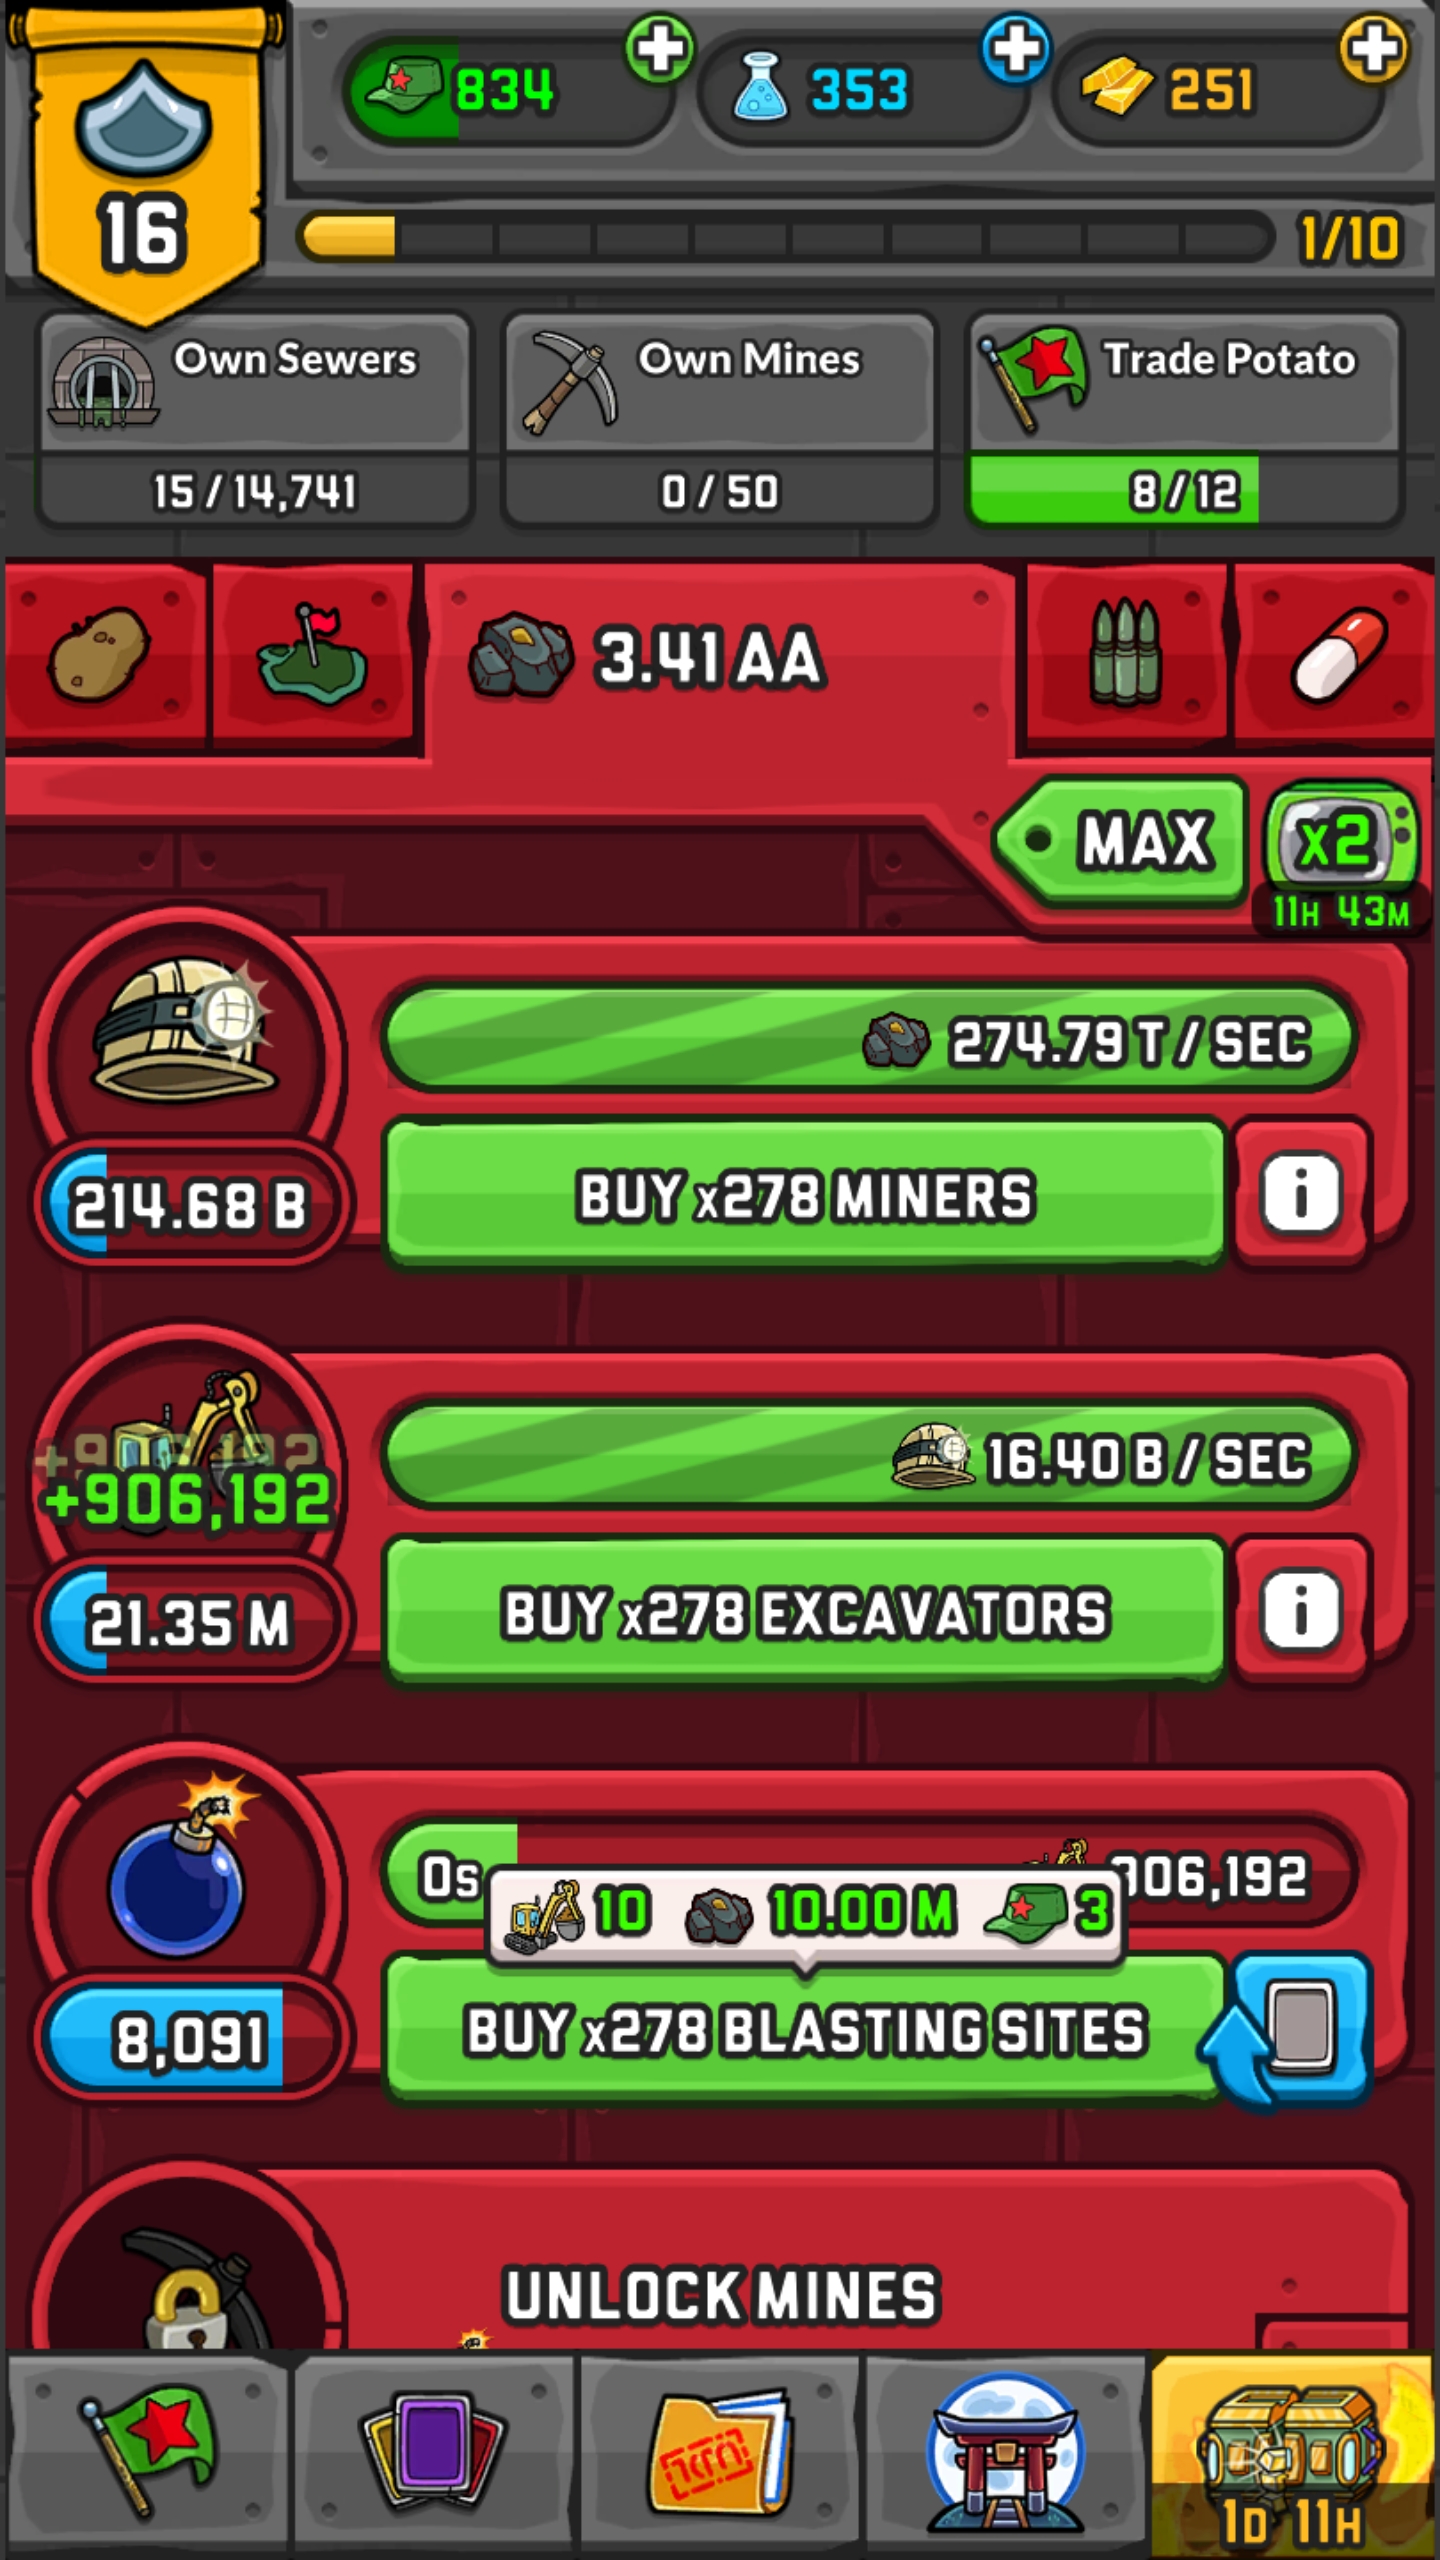 834
353
251
16
1/10
Own Sewers
Own Mines
Trade Potato
15 / 14,741
0 / 50
8 / 12
3.41 AA
MAX
x2
11H 43M
274.79 T / SEC
214.68 B
BUY x278 MINERS
+906,192
16.40 B / SEC
21.35 M
BUY x278 EXCAVATORS
0s
906,192
10
10.00 M
3
8,091
BUY x278 BLASTING SITES
UNLOCK MINES
1D 11H